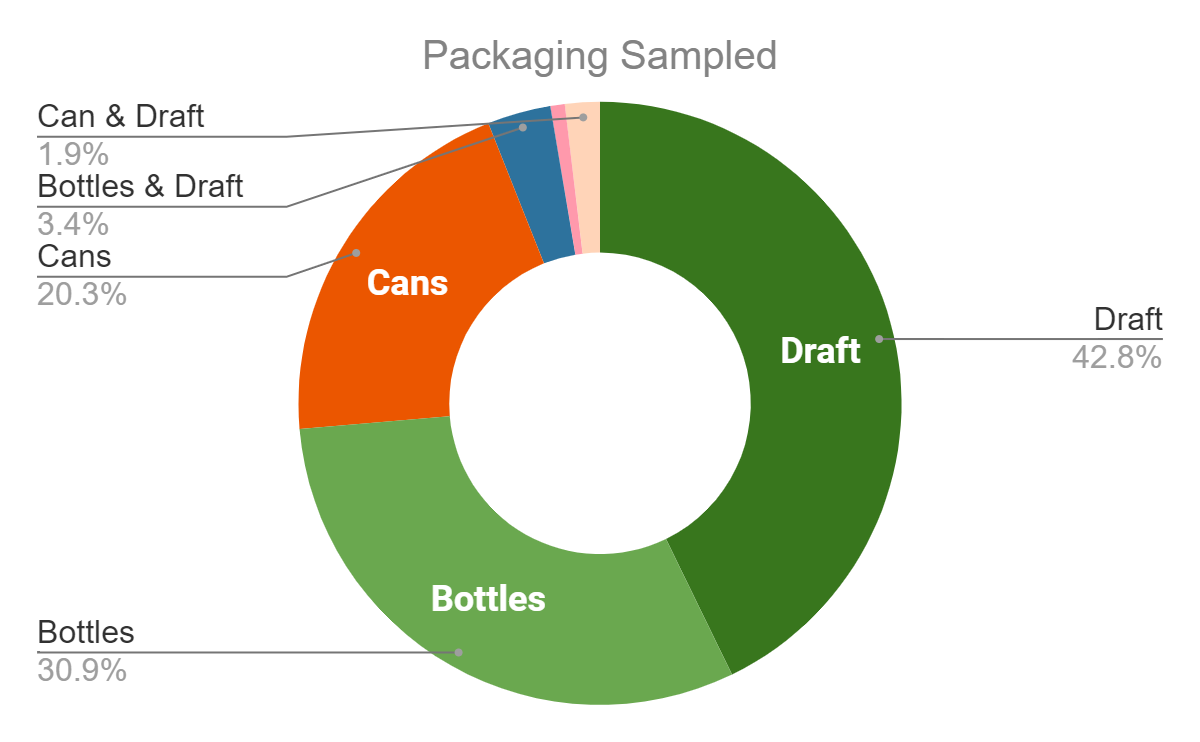 Packaging Sampled
Can & Draft
1.9%
Bottles & Draft
3.4%
Cans
20.3%
Cans
Draft
42.8%
Draft
Bottles
Bottles
30.9%